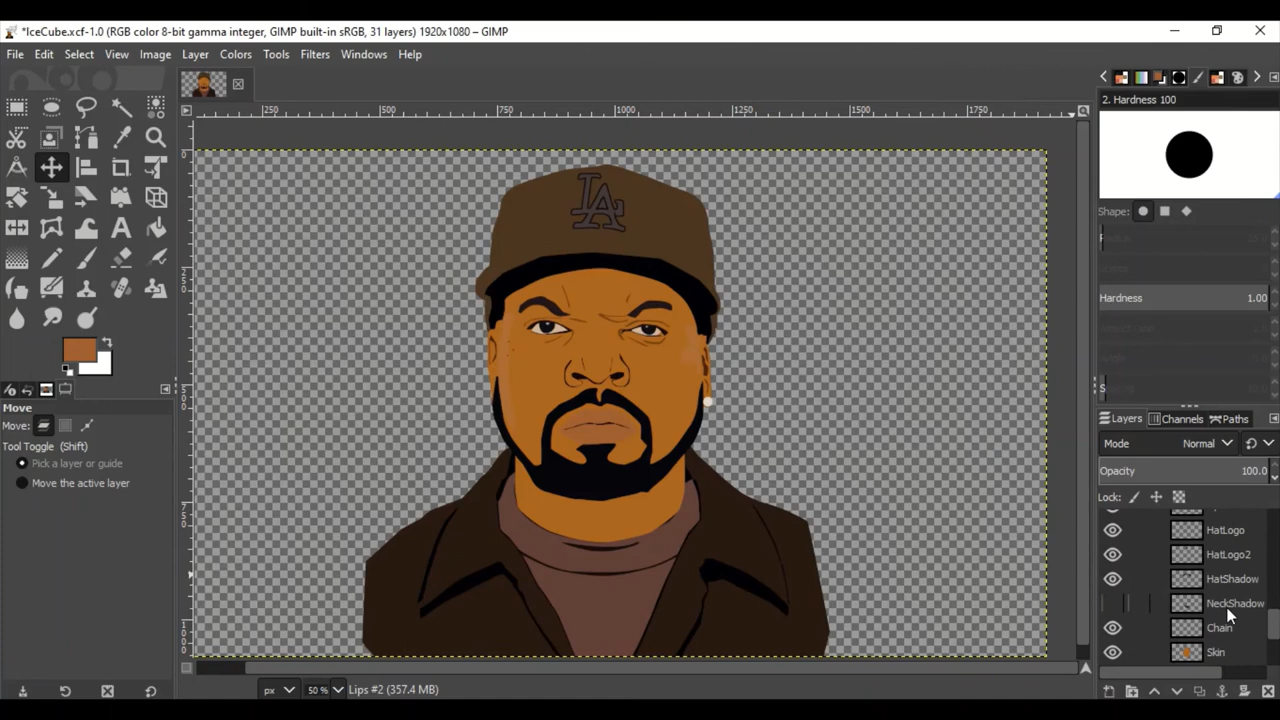 *IceCube.xcf-1.0 (RGB color 8-bit gamma integer, GIMP built-in sRGB, 31 layers) 1920x1080 – GIMP
File Edit Select View Image Layer Colors Tools Filters Windows Help
250 500 750 1000 1250 1500 1750
2. Hardness 100
LA
Shape:
Hardness 1.00
Layers Channels Paths
Move
Mode Normal
Move:
Tool Toggle (Shift)
Opacity 100.0
Pick a layer or guide
Move the active layer
Lock:
HatLogo
HatLogo2
HatShadow
NeckShadow
Chain
Skin
px 50 % Lips #2 (357.4 MB)